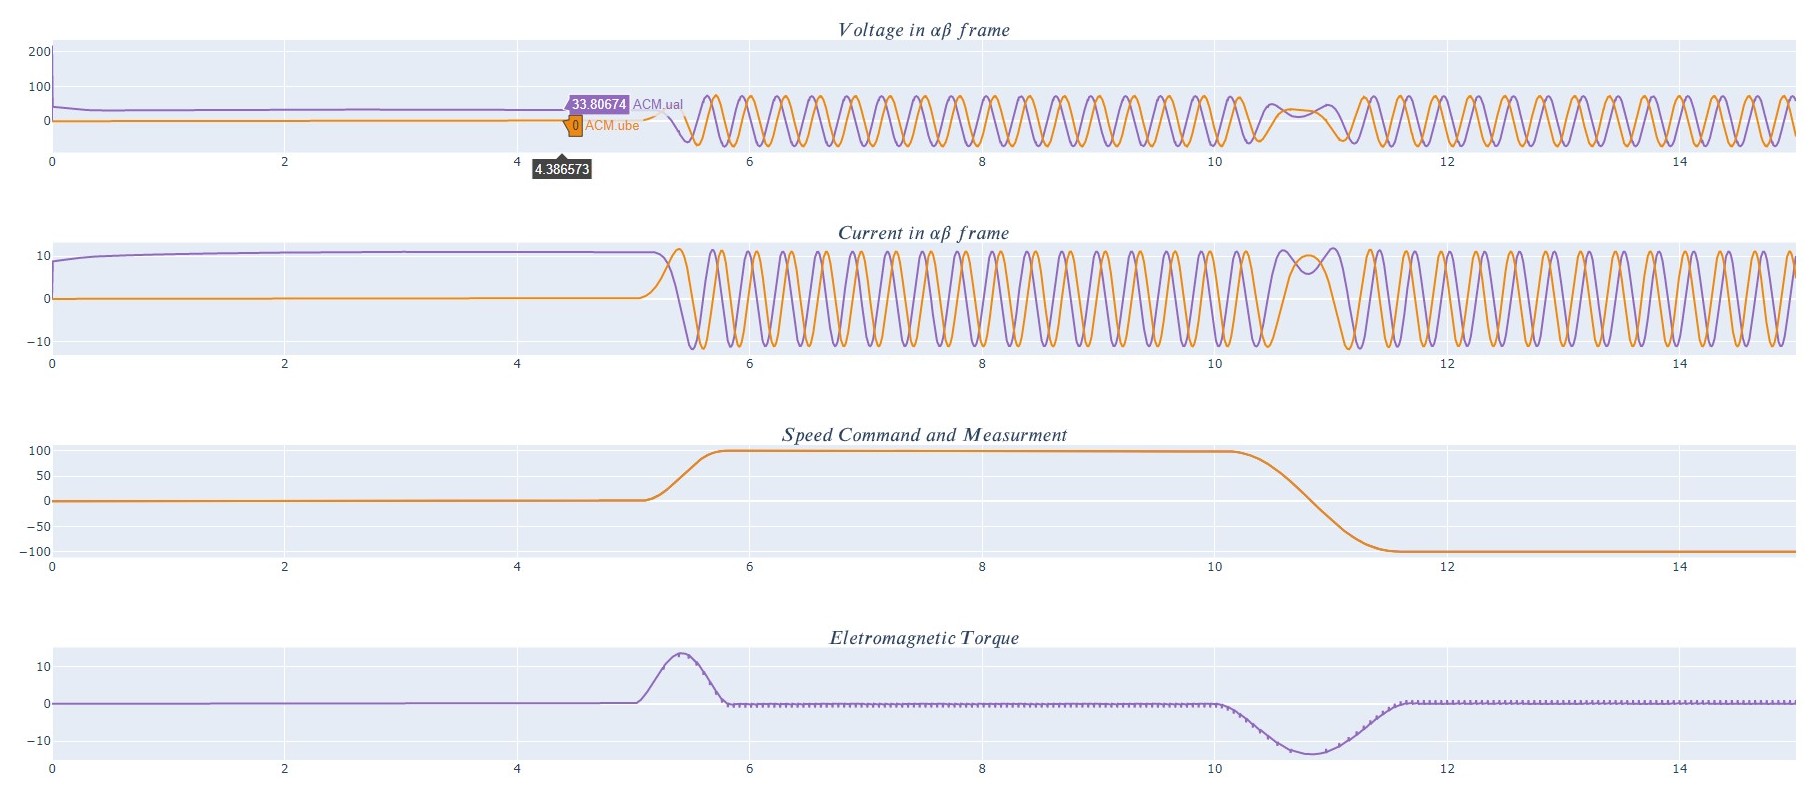 Voltage in αβ frame
200
100
0
33.80674 ACM.ual
0 ACM.ube
0 2 4 6 8 10 12 14
4.386573
Current in αβ frame
10
0
−10
0 2 4 6 8 10 12 14
Speed Command and Measurment
100
50
0
−50
−100
0 2 4 6 8 10 12 14
Eletromagnetic Torque
10
0
−10
0 2 4 6 8 10 12 14